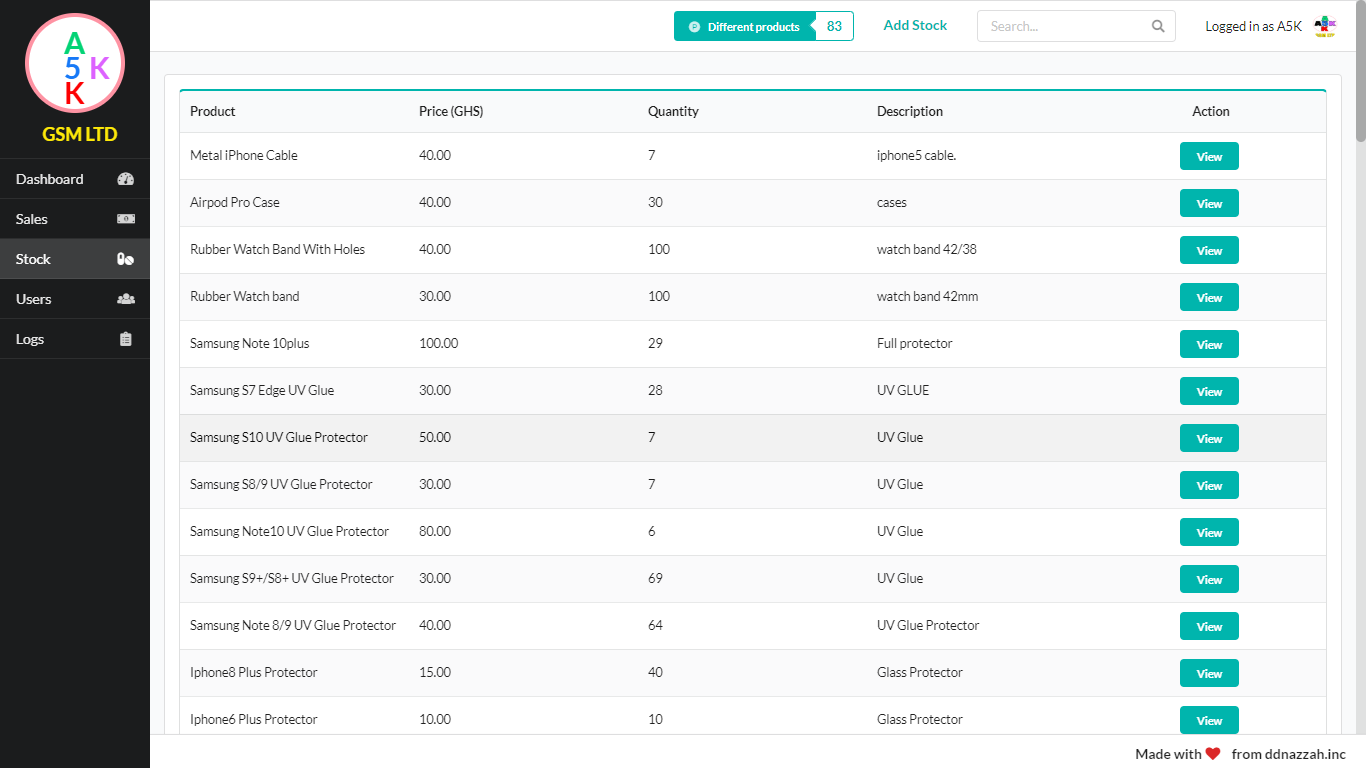 A
5 K
K
GSM LTD
Dashboard
Sales
Stock
Users
Logs
Different products 83 Add Stock Search... Logged in as A5K
Product Price (GHS) Quantity Description Action
Metal iPhone Cable 40.00 7 iphone5 cable. View
Airpod Pro Case 40.00 30 cases View
Rubber Watch Band With Holes 40.00 100 watch band 42/38 View
Rubber Watch band 30.00 100 watch band 42mm View
Samsung Note 10plus 100.00 29 Full protector View
Samsung S7 Edge UV Glue 30.00 28 UV GLUE View
Samsung S10 UV Glue Protector 50.00 7 UV Glue View
Samsung S8/9 UV Glue Protector 30.00 7 UV Glue View
Samsung Note10 UV Glue Protector 80.00 6 UV Glue View
Samsung S9+/S8+ UV Glue Protector 30.00 69 UV Glue View
Samsung Note 8/9 UV Glue Protector 40.00 64 UV Glue Protector View
Iphone8 Plus Protector 15.00 40 Glass Protector View
Iphone6 Plus Protector 10.00 10 Glass Protector View
Made with from ddnazzah.inc